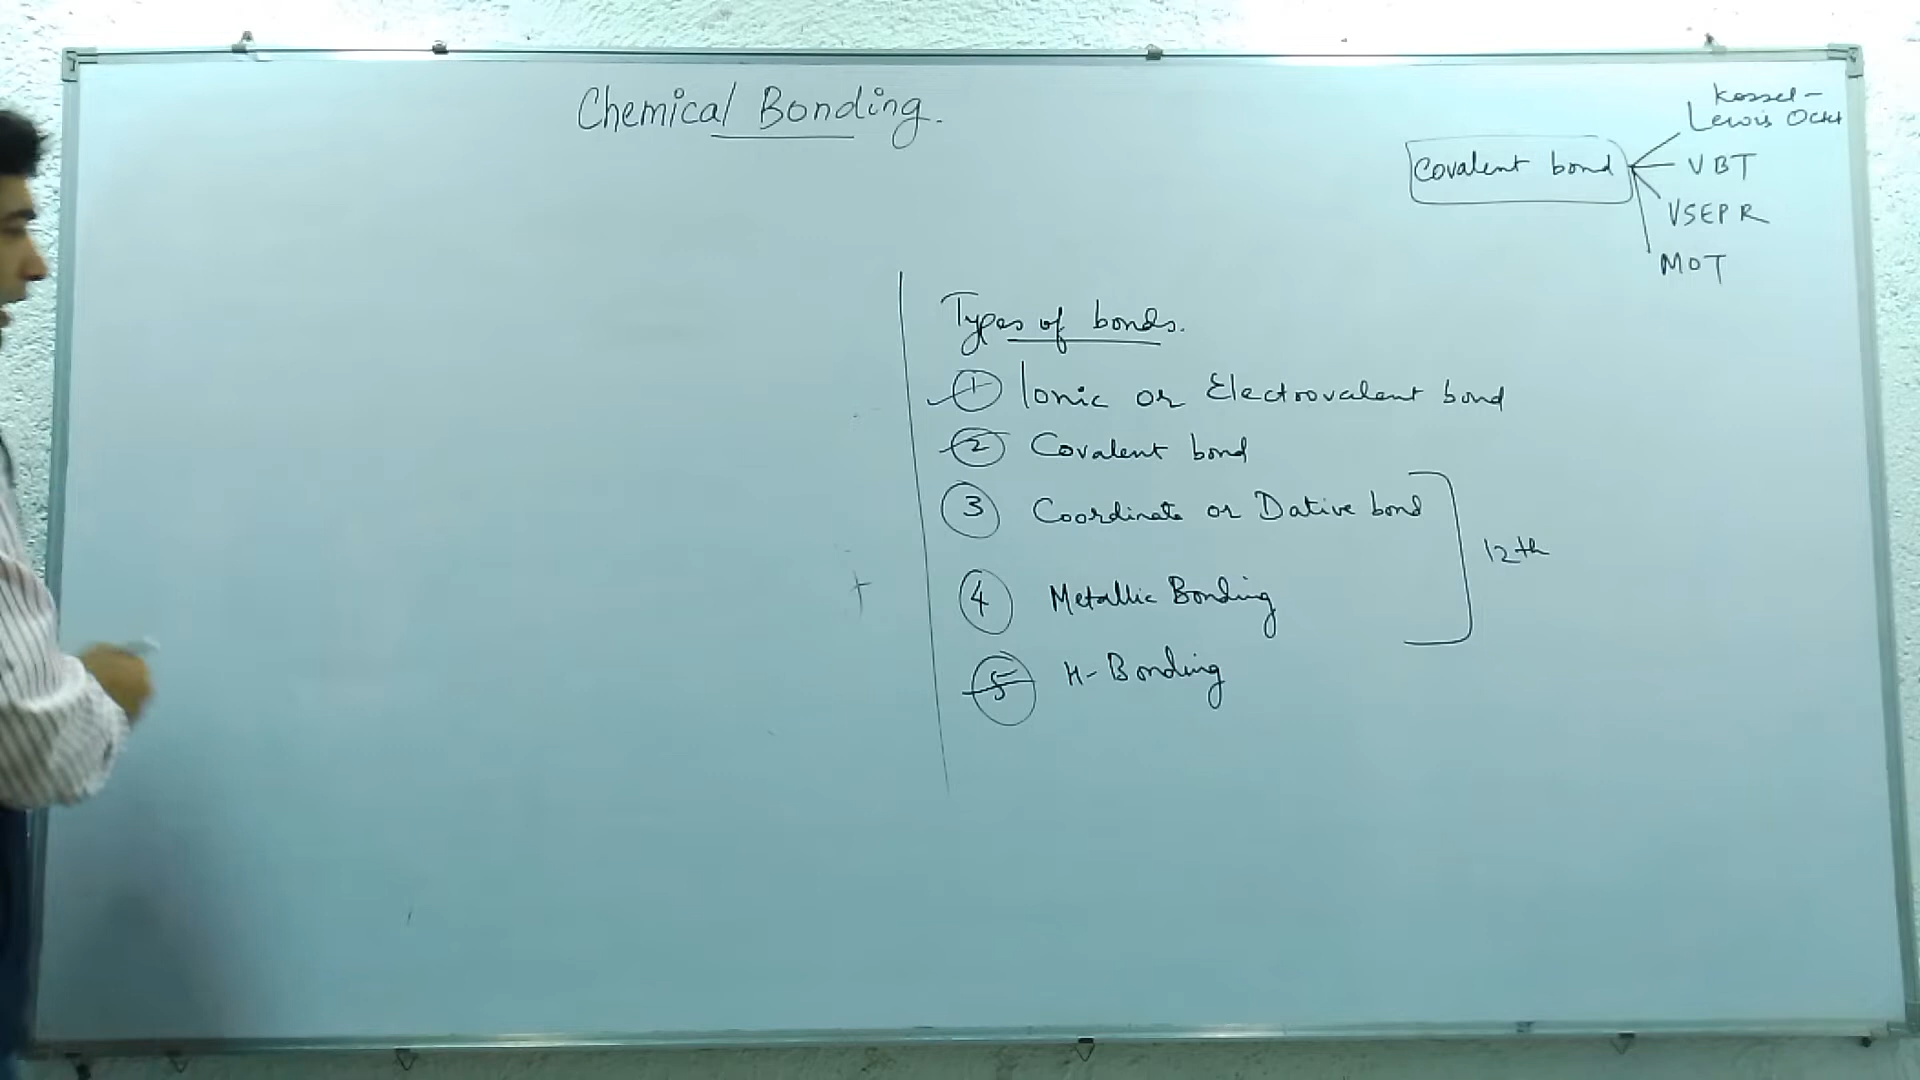 Chemical Bonding.
Kossel-
Lewis Octet
Covalent bond
VBT
VSEPR
MOT
Types of bonds.
1 Ionic or Electrovalent bond
2 Covalent bond
3 Coordinate or Dative bond
12th
4 Metallic Bonding
5 H-Bonding